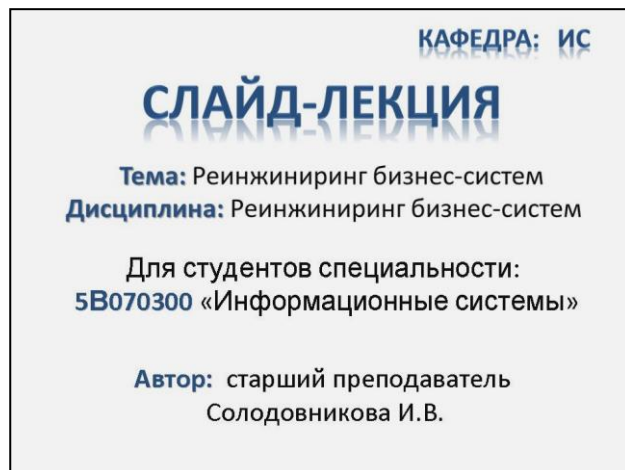 КАФЕДРА: ИС
СЛАЙД-ЛЕКЦИЯ
Тема: Реинжиниринг бизнес-систем
Дисциплина: Реинжиниринг бизнес-систем
Для студентов специальности:
5В070300 «Информационные системы»
Автор: старший преподаватель
Солодовникова И.В.